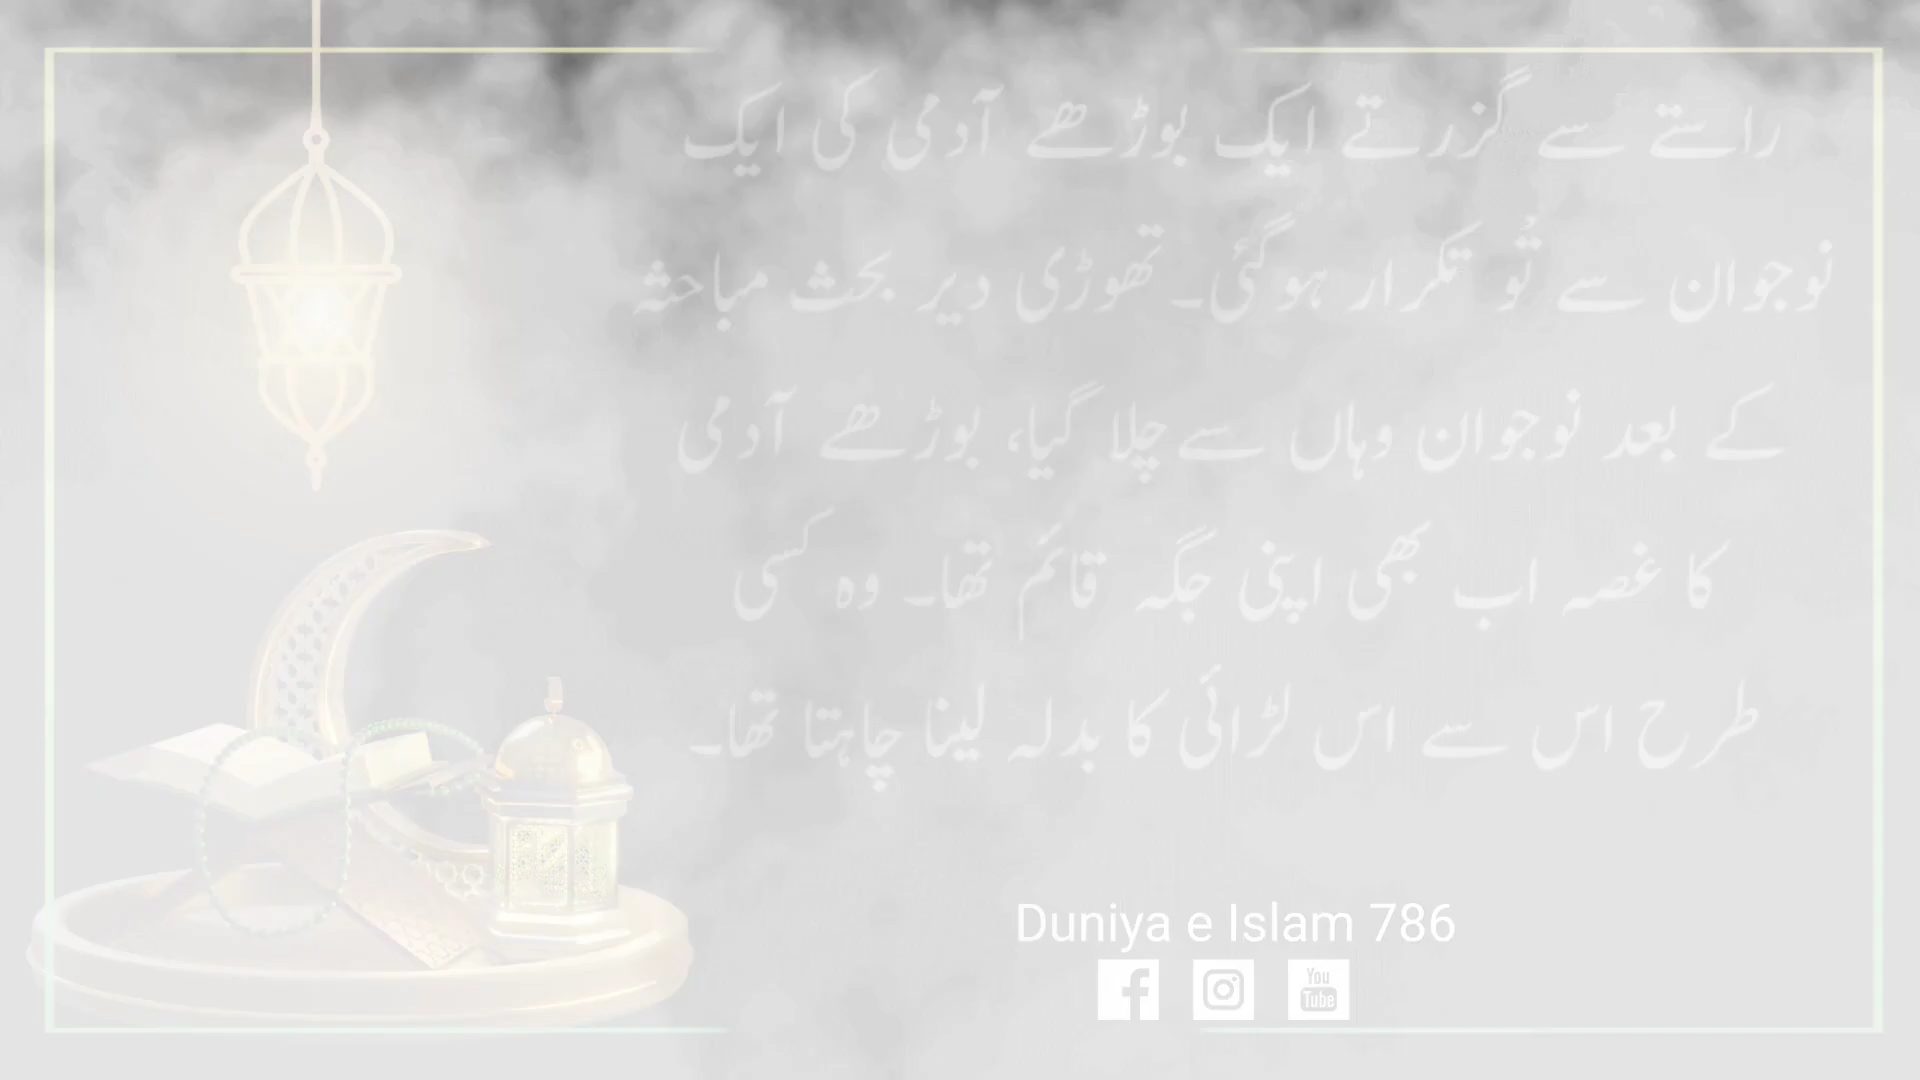 راستے سے گزرتے ایک بوڑھے آدمی کی ایک
نوجوان سے تُو تکرار ہوگئی۔ تھوڑی دیر بحث مباحثہ
کے بعد نوجوان وہاں سے چلا گیا، بوڑھے آدمی
کا غصہ اب بھی اپنی جگہ قائم تھا۔ وہ کسی
طرح اس سے اس لڑائی کا بدلہ لینا چاہتا تھا۔
Duniya e Islam 786
You Tube